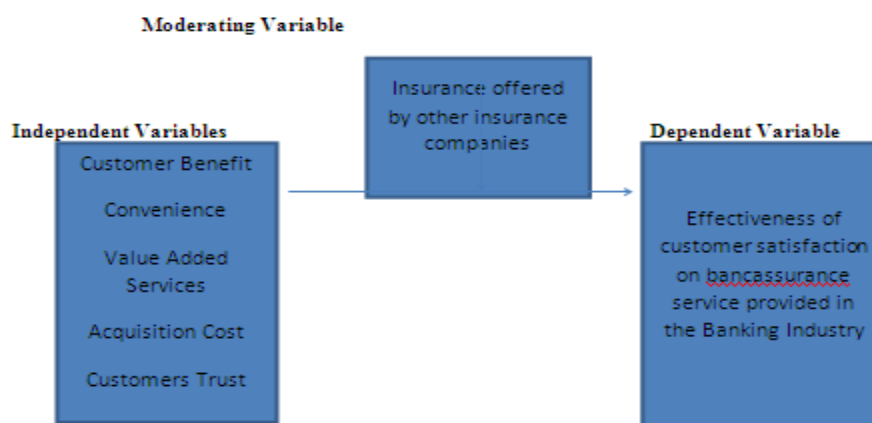 Moderating Variable
Insurance offered
by other insurance
companies
Independent Variables
Customer Benefit
Convenience
Value Added
Services
Acquisition Cost
Customers Trust
Dependent Variable
Effectiveness of
customer satisfaction
on bancassurance
service provided in
the Banking Industry